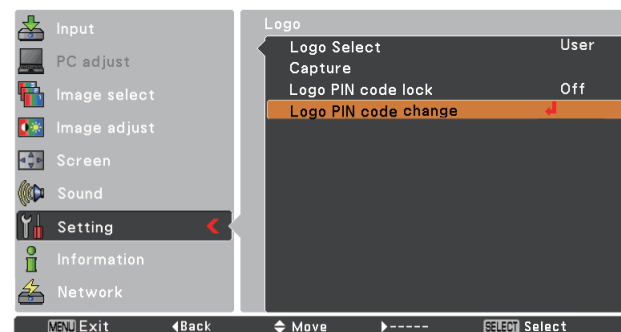 Input
PC adjust
Image select
Image adjust
Screen
Sound
Setting
Information
Network
Logo
Logo Select User
Capture
Logo PIN code lock Off
Logo PIN code change
MENU Exit Back Move ----- SELECT Select